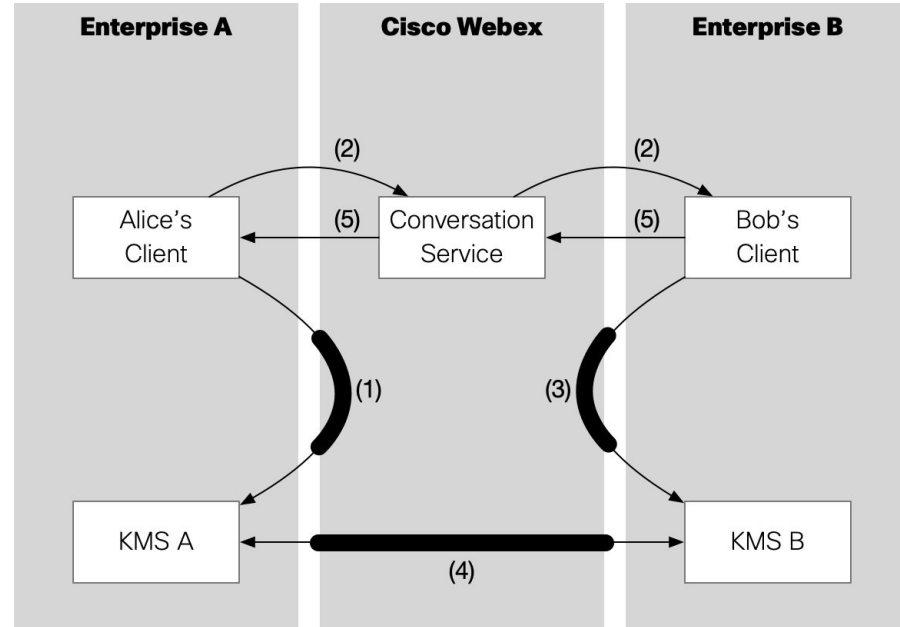 Enterprise A
Cisco Webex
Enterprise B
(2)
(2)
Alice's
Client
(5)
Conversation
Service
(5)
Bob's
Client
(1)
(3)
KMS A
KMS B
(4)